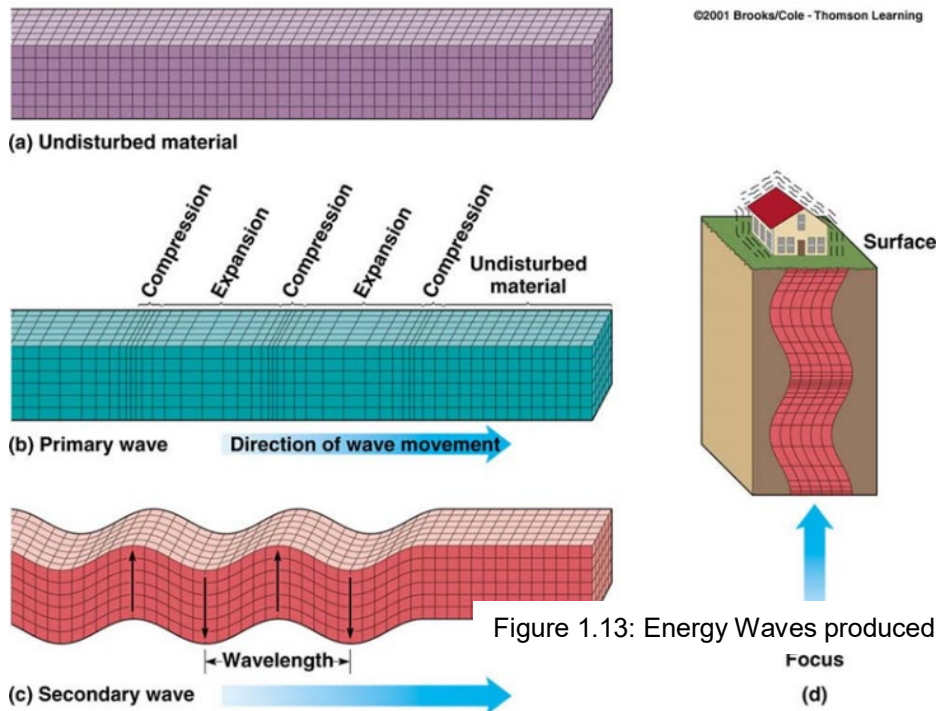 ©2001 Brooks/Cole - Thomson Learning
(a) Undisturbed material
Compression
Expansion
Compression
Expansion
Compression
Undisturbed
material
Surface
(b) Primary wave
Direction of wave movement
Figure 1.13: Energy Waves produced
Wavelength
Focus
(c) Secondary wave
(d)